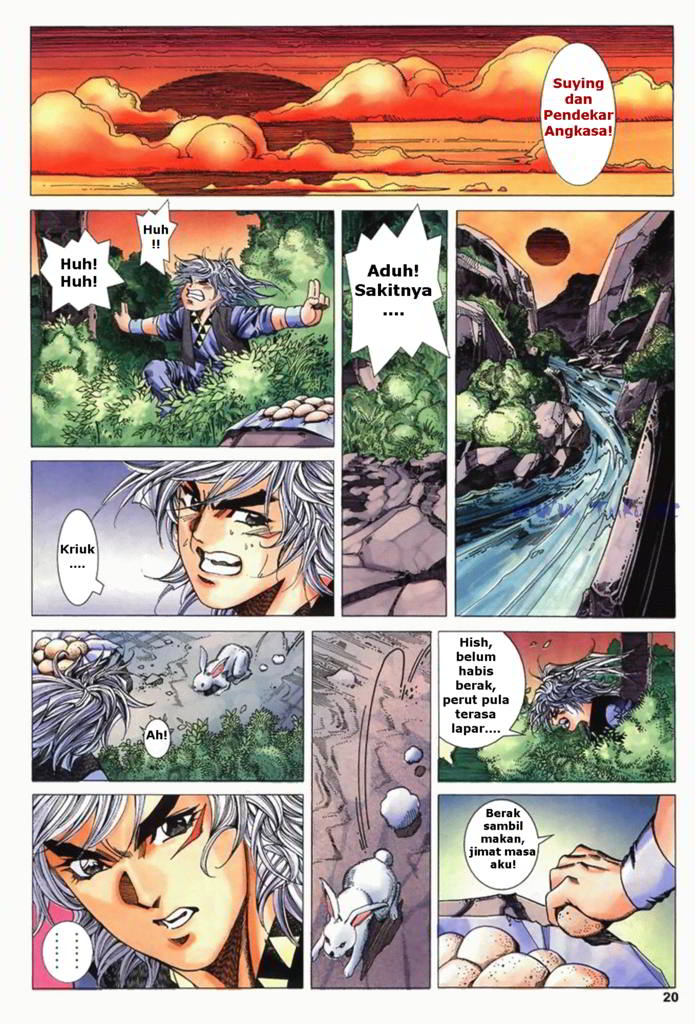 Suying
dan
Pendekar
Angkasa!
Huh!
!!
Huh!
Huh!
Aduh!
Sakitnya
....
Kriuk
....
Ah!
Hish,
belum
habis
berak,
perut pula
terasa
lapar....
......
Berak
sambil
makan,
jimat masa
aku!
20